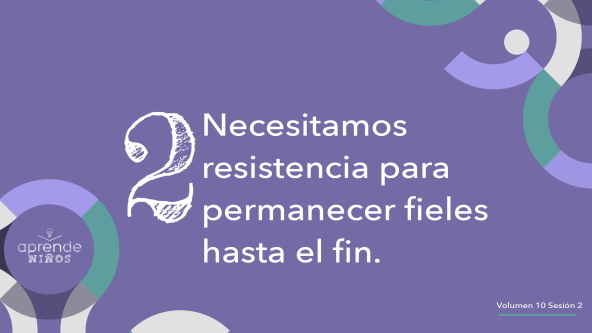 2
Necesitamos
resistencia para
permanecer fieles
hasta el fin.
aprende
NIÑOS
Volumen 10 Sesión 2